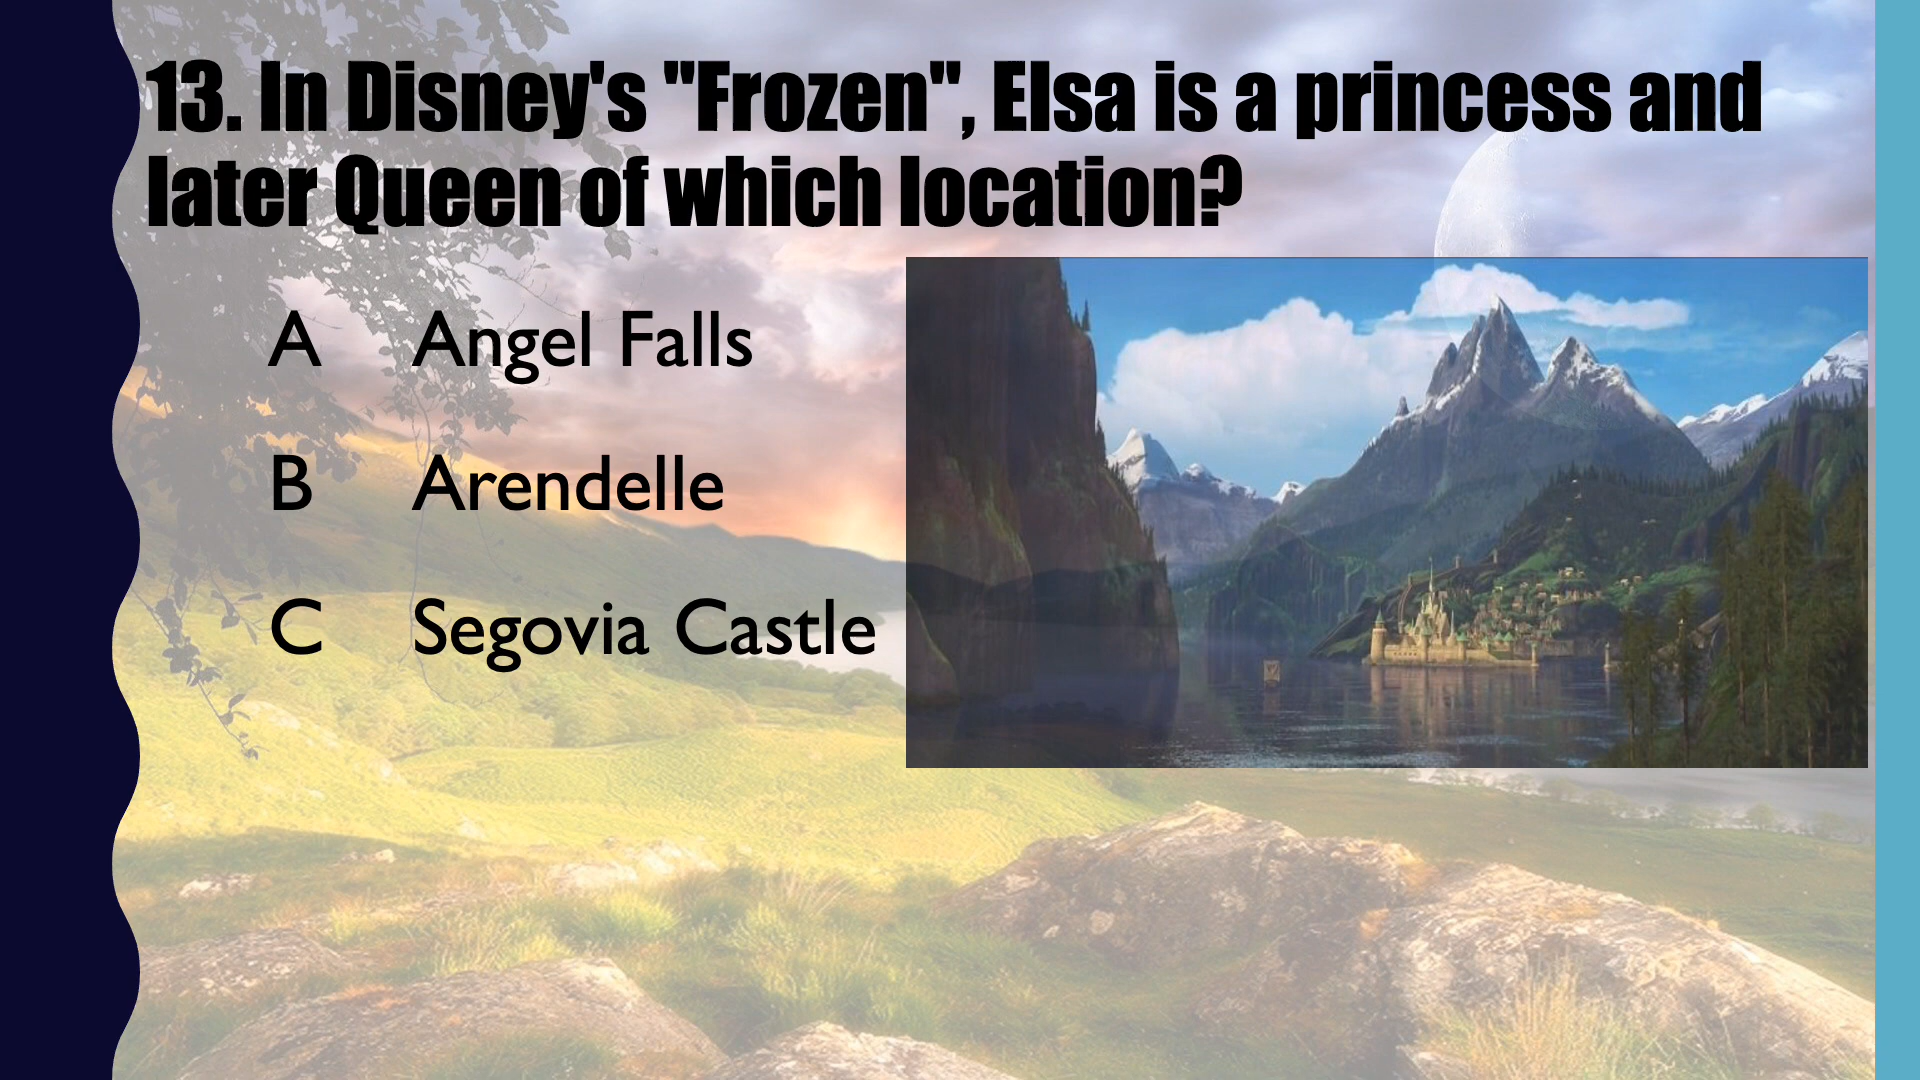 13. In Disney's "Frozen", Elsa is a princess and
later Queen of which location?
A Angel Falls
B Arendelle
C Segovia Castle